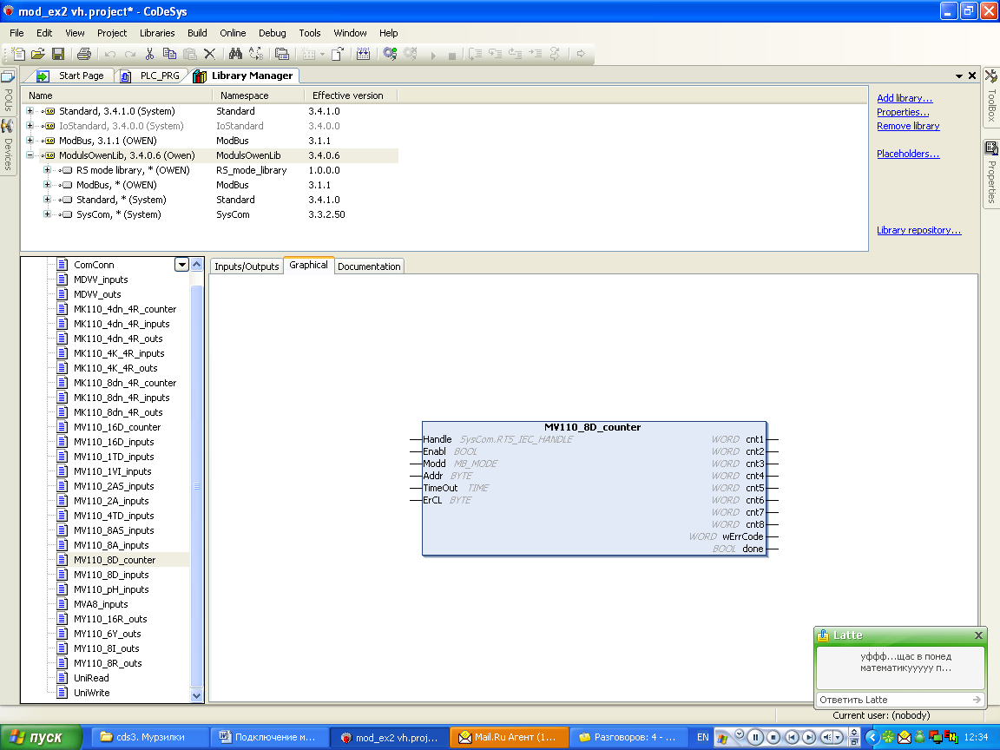 mod_ex2 vh.project* - CoDeSys
File Edit View Project Libraries Build Online Debug Tools Window Help
Start Page PLC_PRG Library Manager
POUs
Devices
ToolBox
Properties
Name Namespace Effective version
Standard, 3.4.1.0 (System) Standard 3.4.1.0
IoStandard, 3.4.0.0 (System) IoStandard 3.4.0.0
ModBus, 3.1.1 (OWEN) ModBus 3.1.1
ModulsOwenLib, 3.4.0.6 (Owen) ModulsOwenLib 3.4.0.6
RS mode library, * (OWEN) RS_mode_library 1.0.0.0
ModBus, * (OWEN) ModBus 3.1.1
Standard, * (System) Standard 3.4.1.0
SysCom, * (System) SysCom 3.3.2.50
Add library...
Properties...
Remove library
Placeholders...
Library repository...
ComConn
MDVV_inputs
MDVV_outs
MK110_4dn_4R_counter
MK110_4dn_4R_inputs
MK110_4dn_4R_outs
MK110_4K_4R_inputs
MK110_4K_4R_outs
MK110_8dn_4R_counter
MK110_8dn_4R_inputs
MK110_8dn_4R_outs
MV110_16D_counter
MV110_16D_inputs
MV110_1TD_inputs
MV110_1VI_inputs
MV110_2AS_inputs
MV110_2A_inputs
MV110_4TD_inputs
MV110_8AS_inputs
MV110_8A_inputs
MV110_8D_counter
MV110_8D_inputs
MV110_pH_inputs
MVA8_inputs
MY110_16R_outs
MY110_6Y_outs
MY110_8I_outs
MY110_8R_outs
UniRead
UniWrite
Inputs/Outputs Graphical Documentation
MV110_8D_counter
Handle SysCom.RTS_IEC_HANDLE WORD cnt1
Enabl BOOL WORD cnt2
Modd MB_MODE WORD cnt3
Addr BYTE WORD cnt4
TimeOut TIME WORD cnt5
ErCL BYTE WORD cnt6
WORD cnt7
WORD cnt8
WORD wErrCode
BOOL done
Latte
уффф...щас в понед
математикууууу п...
Ответить Latte
Current user: (nobody)
пуск cds3. Мурзилки Подключение м... mod_ex2 vh.proj... Mail.Ru Агент (1... Разговоров: 4 - ... EN 12:34